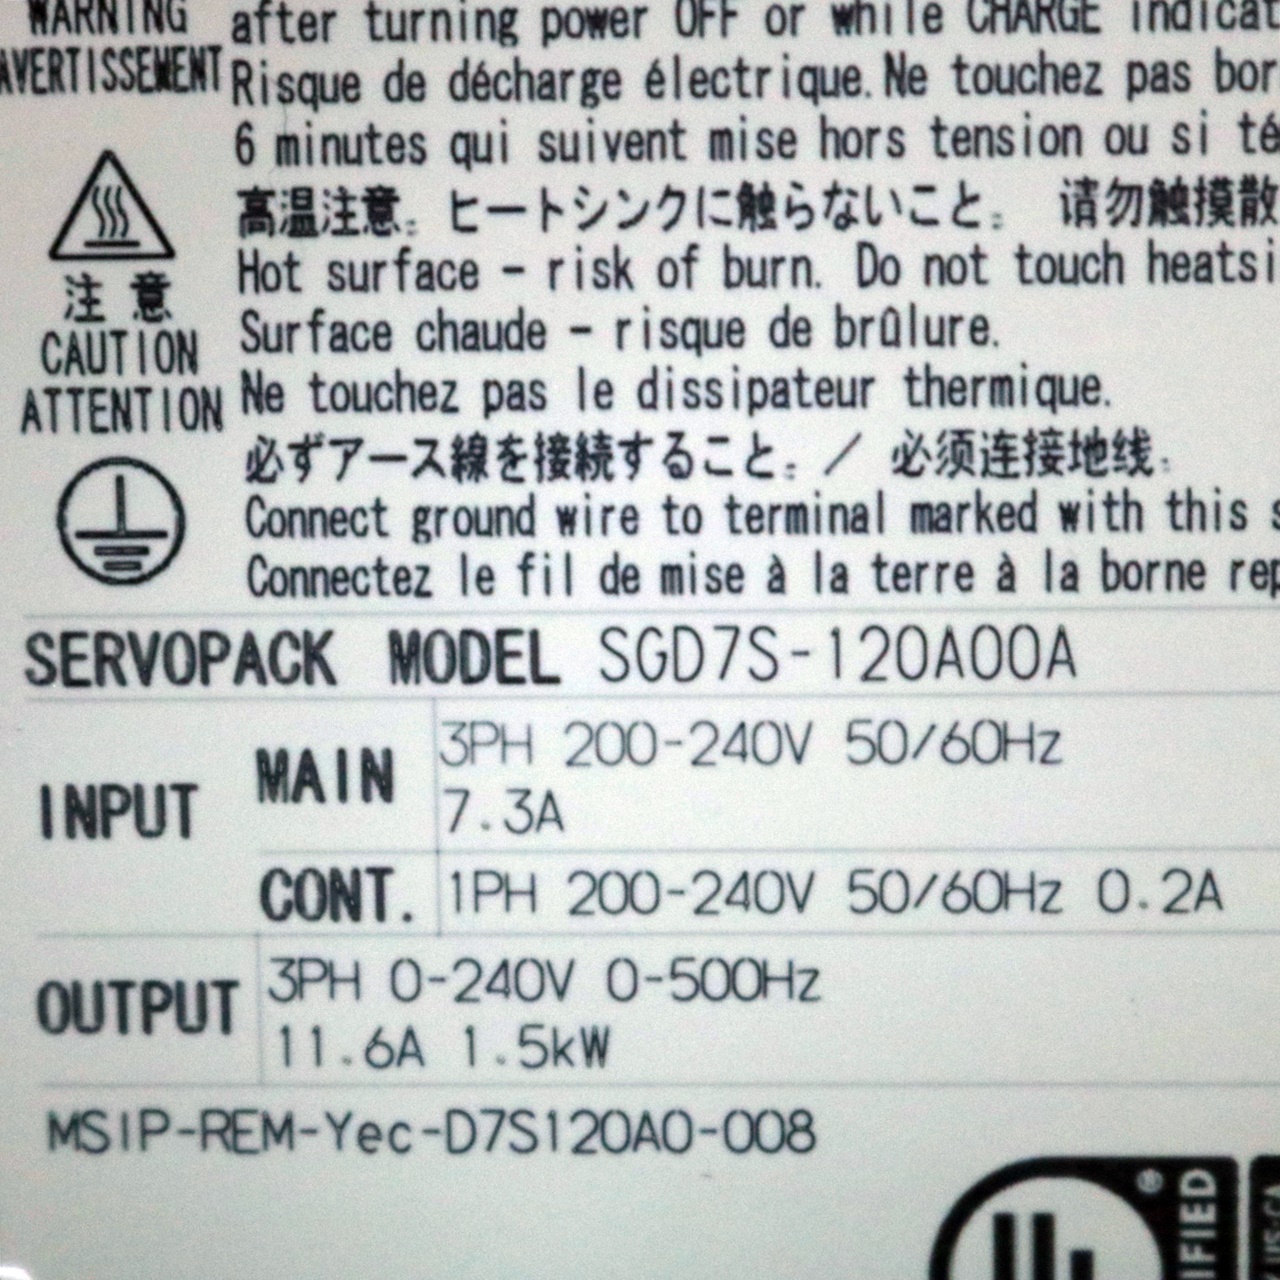 WARNING
AVERTISSEMENT
after turning power OFF or while CHARGE indicat
Risque de décharge électrique. Ne touchez pas bor
6 minutes qui suivent mise hors tension ou si té
注 意
CAUTION
ATTENTION
高温注意。 ヒートシンクに触らないこと。 请勿触摸散
Hot surface - risk of burn. Do not touch heatsi
Surface chaude - risque de brûlure.
Ne touchez pas le dissipateur thermique.
必ずアース線を接続すること。 / 必须连接地线。
Connect ground wire to terminal marked with this s
Connectez le fil de mise à la terre à la borne rep
SERVOPACK MODEL SGD7S-120A00A
INPUT
MAIN
3PH 200-240V 50/60Hz
7.3A
CONT. 1PH 200-240V 50/60Hz 0.2A
OUTPUT
3PH 0-240V 0-500Hz
11.6A 1.5kW
MSIP-REM-Yec-D7S120A0-008
UL
®
IFIED
US-CA